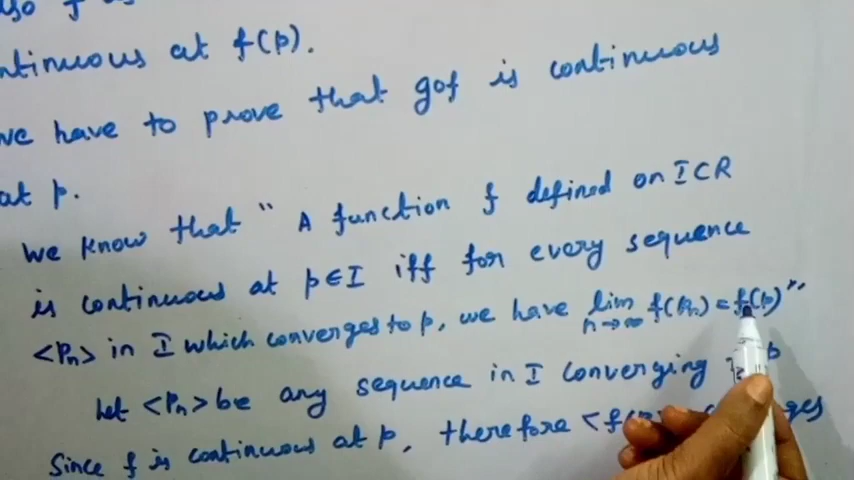 ntinuous at f(p).
we have to prove that gof is continuous
at p.
We know that " A function f defined on I⊂R
is continuous at p∈I iff for every sequence
<Pn> in I which converges to p, we have lim n→∞ f(Pn) = f(p)"
Let <Pn> be any sequence in I converging p
Since f is continuous at p, therefore <f(